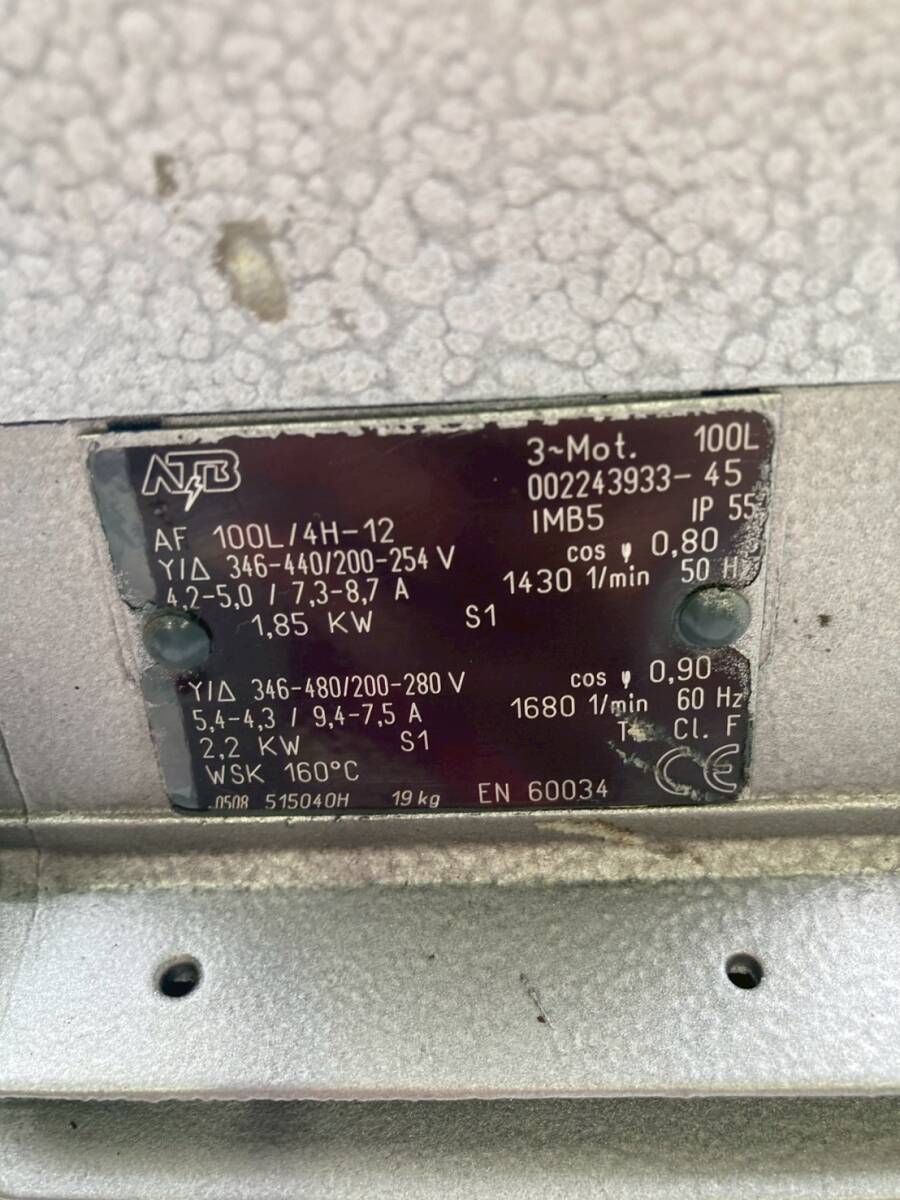 ATB 3~Mot. 100L
002243933-45
AF 100L/4H-12 IMB5 IP 55
Y/Δ 346-440/200-254 V cos φ 0,80
4,2-5,0 / 7,3-8,7 A 1430 1/min 50 H
1,85 KW S1
Y/Δ 346-480/200-280 V cos φ 0,90
5,4-4,3 / 9,4-7,5 A 1680 1/min 60 Hz
2,2 KW S1 Cl. F
WSK 160°C CE
0508 515040H 19 kg EN 60034